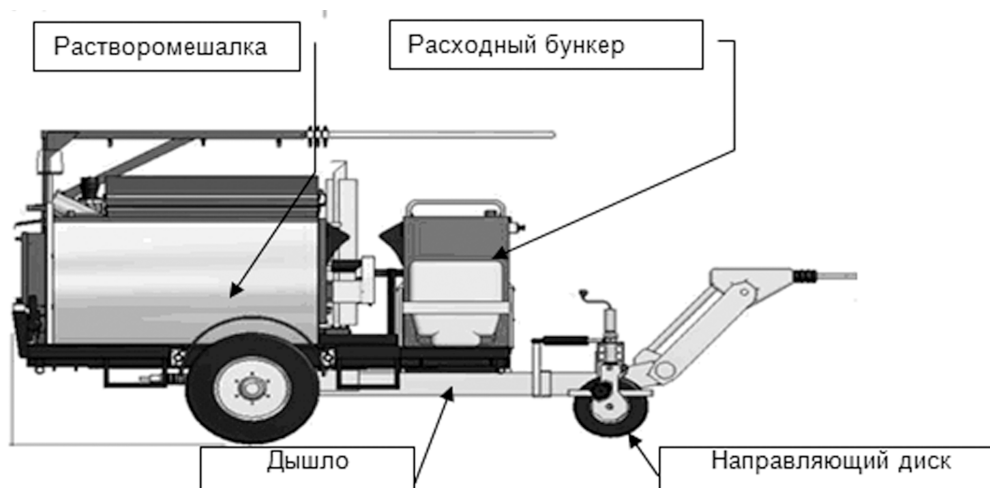 Растворомешалка
Расходный бункер
Дышло
Направляющий диск